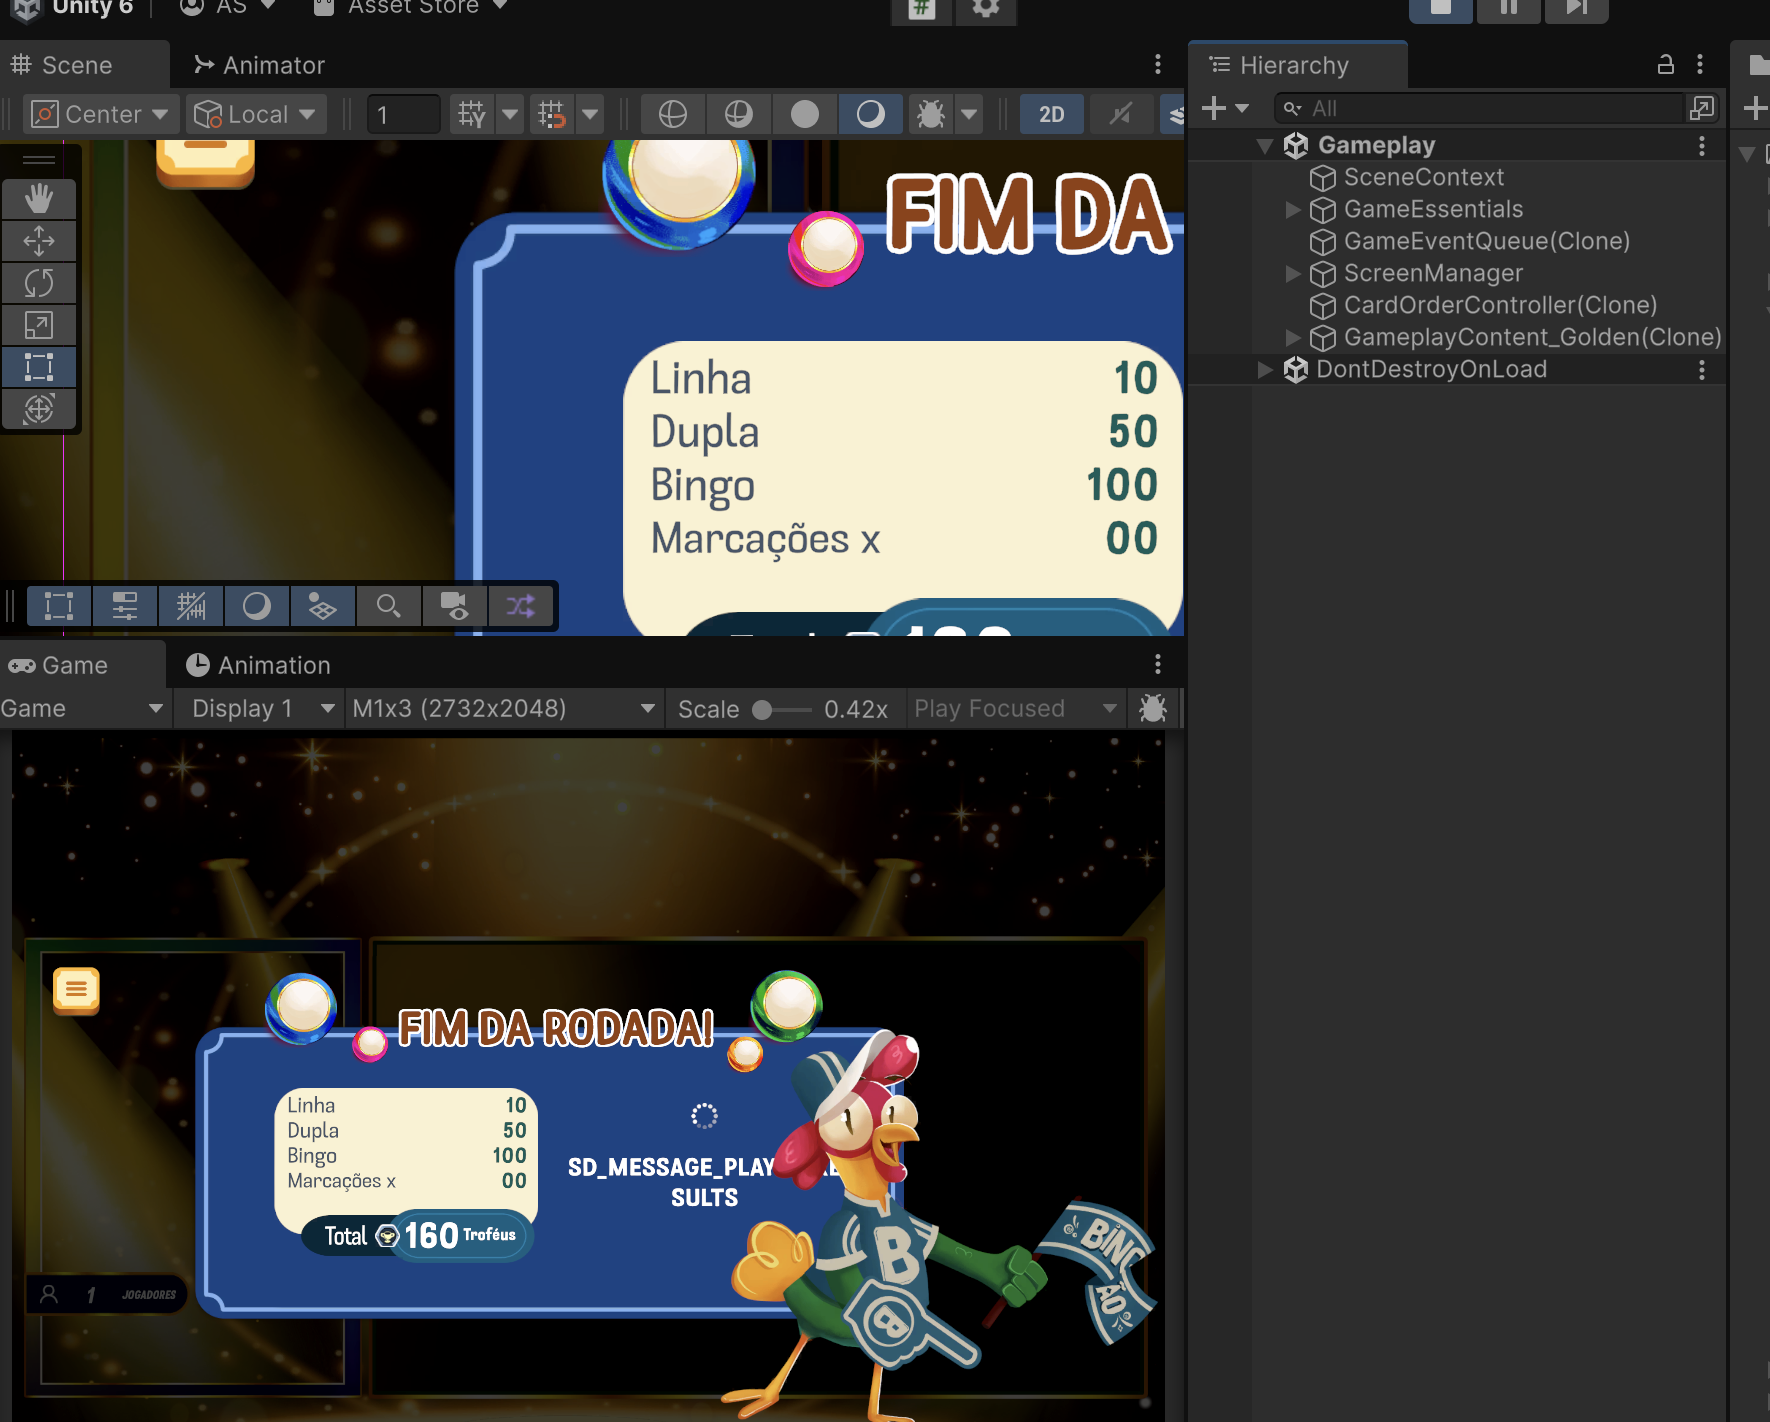 Unity 6 AS Asset Store
Scene Animator
Center Local 1 2D
FIM DA
Linha 10
Dupla 50
Bingo 100
Marcações x 00
Game Animation
Game Display 1 M1x3 (2732x2048) Scale 0.42x Play Focused
FIM DA RODADA!
Linha 10
Dupla 50
Bingo 100
Marcações x 00
Total 160 Troféus
SD_MESSAGE_PLAY
SULTS
B
B
BING
ÃO
1 JOGADORES
Hierarchy
All
Gameplay
SceneContext
GameEssentials
GameEventQueue(Clone)
ScreenManager
CardOrderController(Clone)
GameplayContent_Golden(Clone)
DontDestroyOnLoad